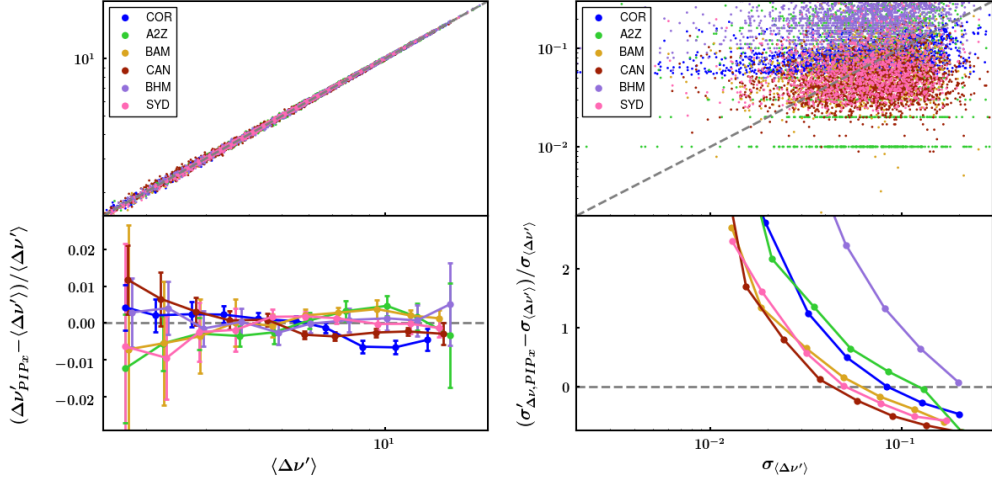 COR
A2Z
BAM
CAN
BHM
SYD
10¹
0.02
0.01
0.00
−0.01
−0.02
(Δν′_{PIPx} − ⟨Δν′⟩)/⟨Δν′⟩
10¹
⟨Δν′⟩
COR
A2Z
BAM
CAN
BHM
SYD
10⁻¹
10⁻²
2
1
0
(σ′_{Δν,PIPx} − σ_{⟨Δν′⟩})/σ_{⟨Δν′⟩}
10⁻² 10⁻¹
σ_{⟨Δν′⟩}